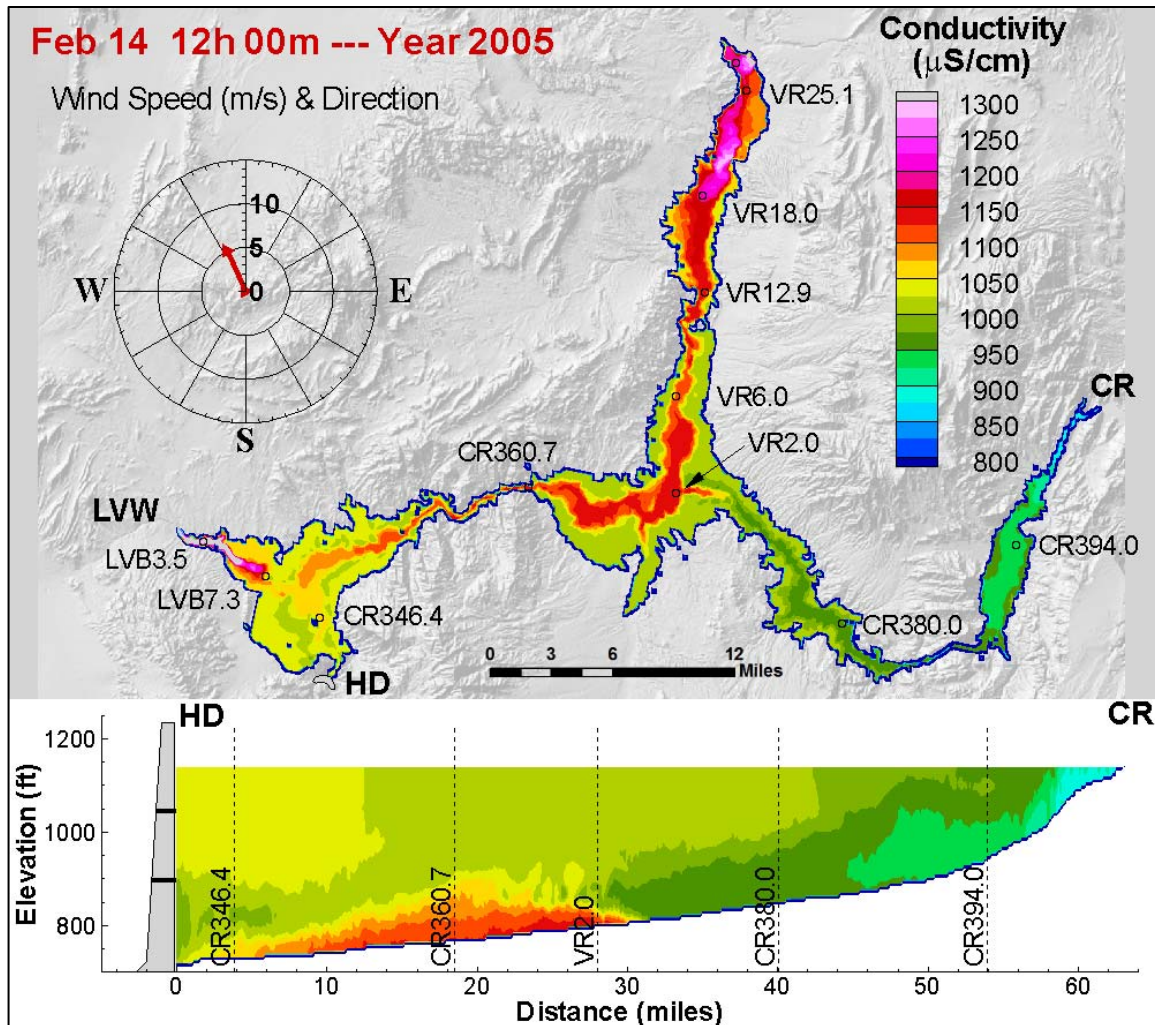 Feb 14 12h 00m --- Year 2005
Wind Speed (m/s) & Direction
10
5
0
W
E
S
Conductivity
(μS/cm)
1300
1250
1200
1150
1100
1050
1000
950
900
850
800
VR25.1
VR18.0
VR12.9
VR6.0
VR2.0
CR360.7
CR
LVW
LVB3.5
LVB7.3
CR346.4
CR394.0
CR380.0
HD
0 3 6 12
Miles
HD
CR
Elevation (ft)
1200
1000
800
CR346.4
CR360.7
VR2.0
CR380.0
CR394.0
0 10 20 30 40 50 60
Distance (miles)